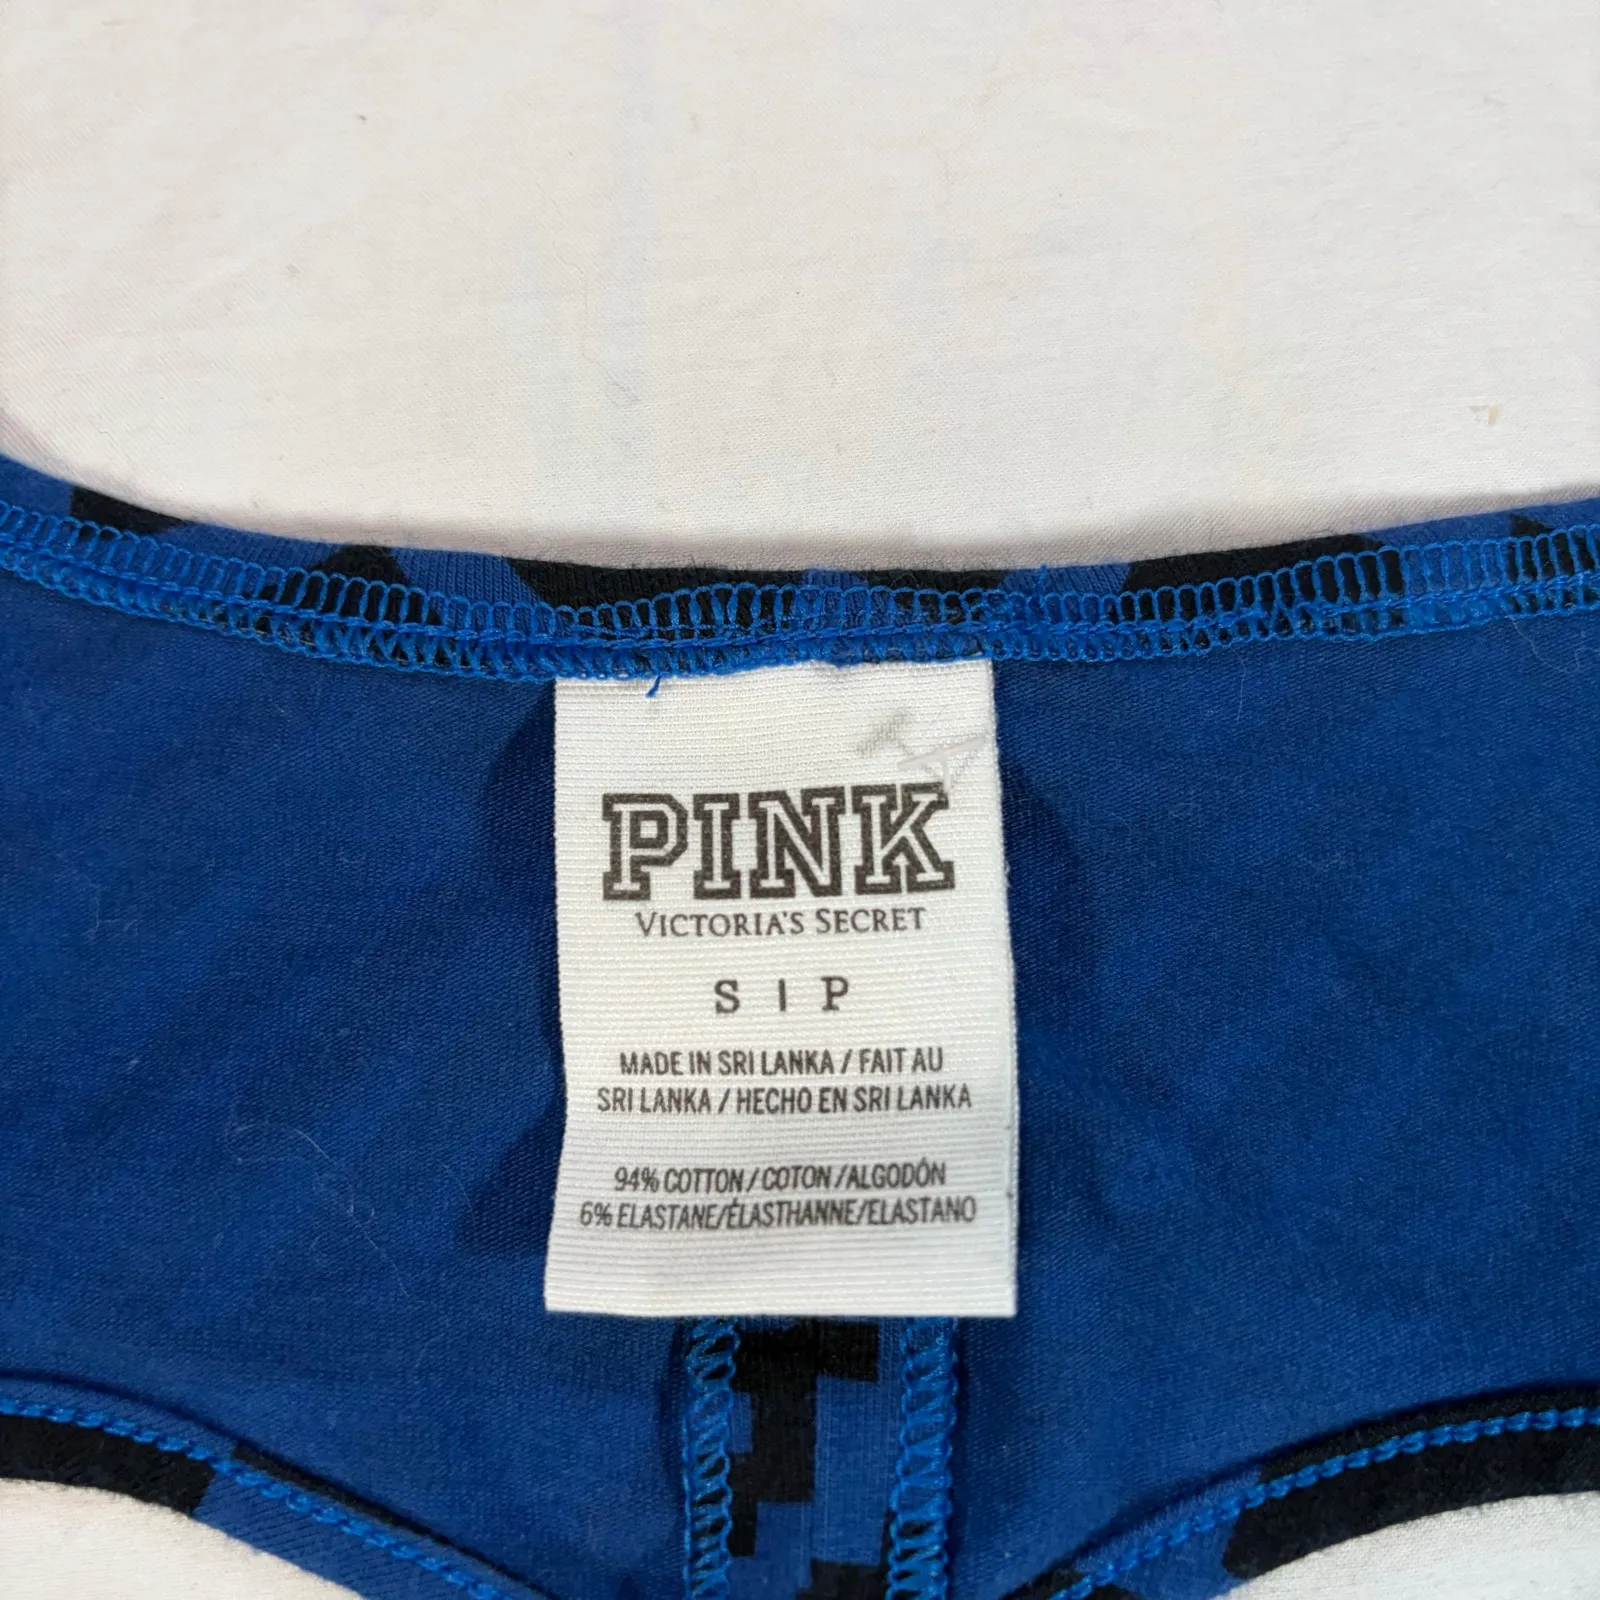 PINK
VICTORIA'S SECRET
S | P
MADE IN SRI LANKA / FAIT AU
SRI LANKA / HECHO EN SRI LANKA
94% COTTON/COTON/ALGODÓN
6% ELASTANE/ÉLASTHANNE/ELASTANO